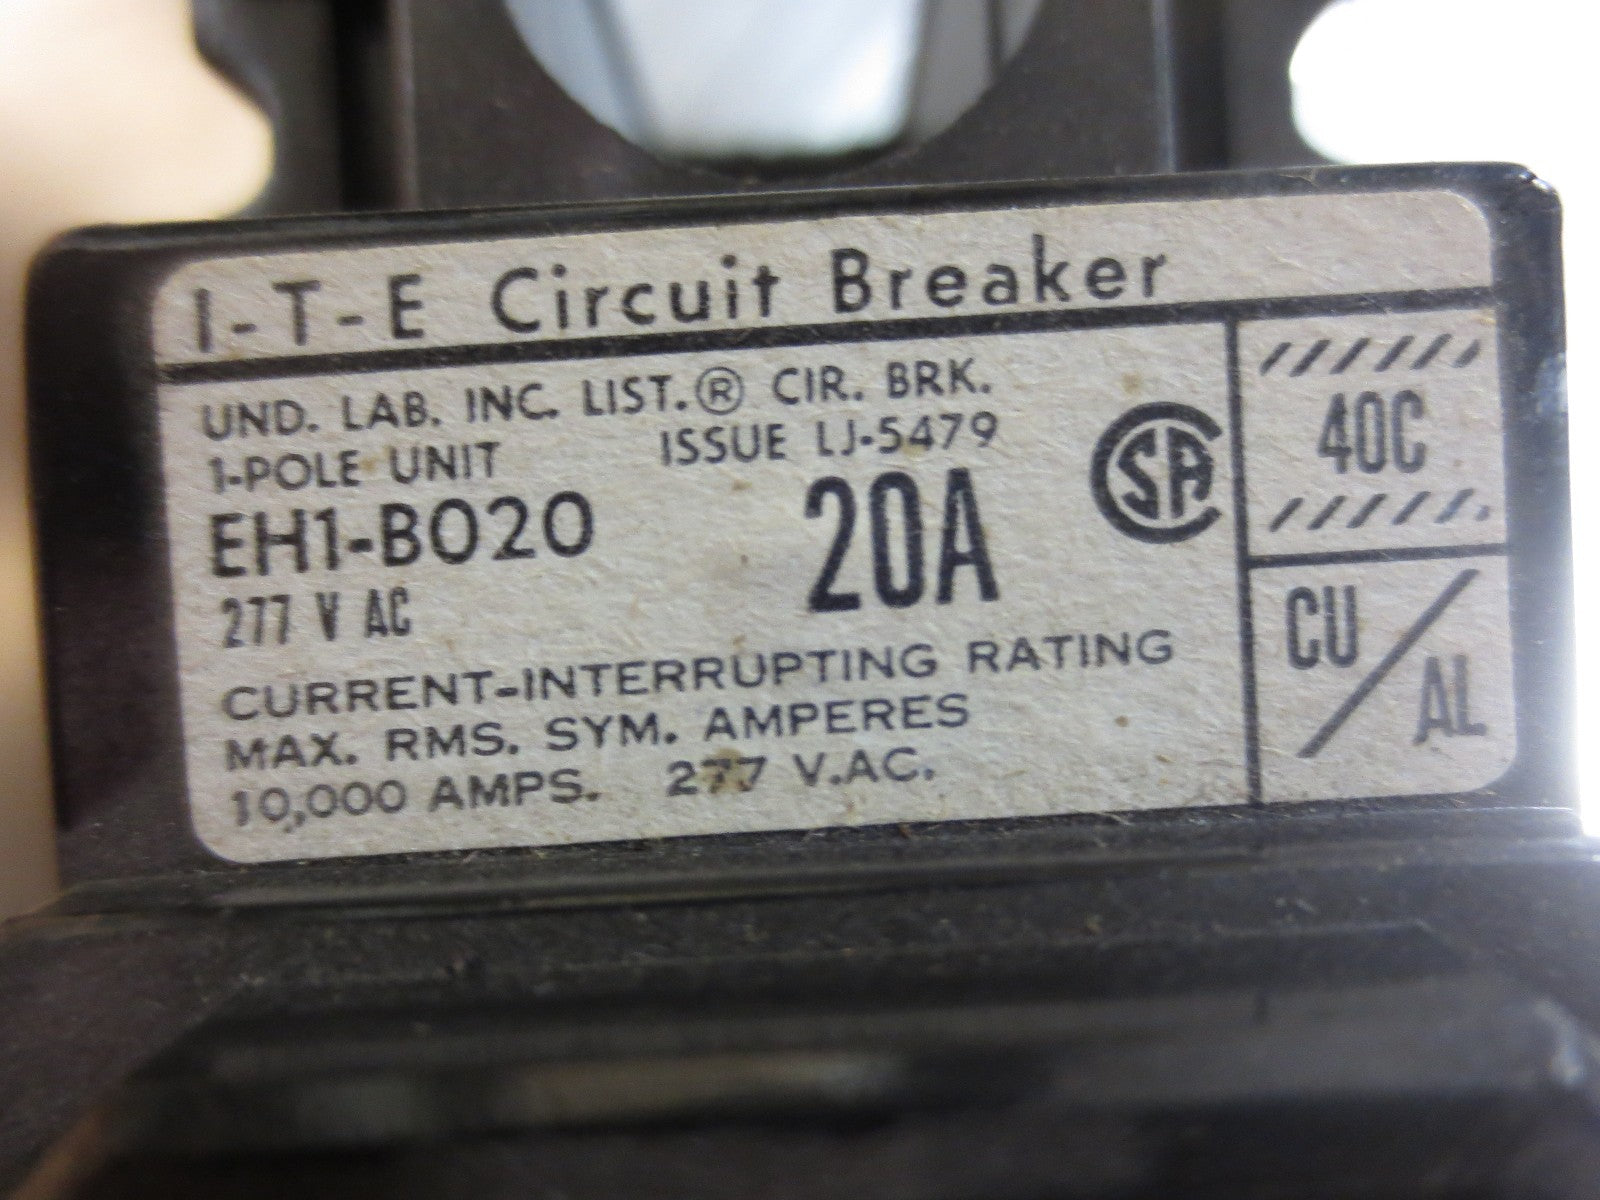 I-T-E Circuit Breaker
UND. LAB. INC. LIST.® CIR. BRK.
1-POLE UNIT ISSUE LJ-5479
EH1-B020 20A
277 V AC
CURRENT-INTERRUPTING RATING
MAX. RMS. SYM. AMPERES
10,000 AMPS. 277 V.AC.
SA
40C
CU/AL